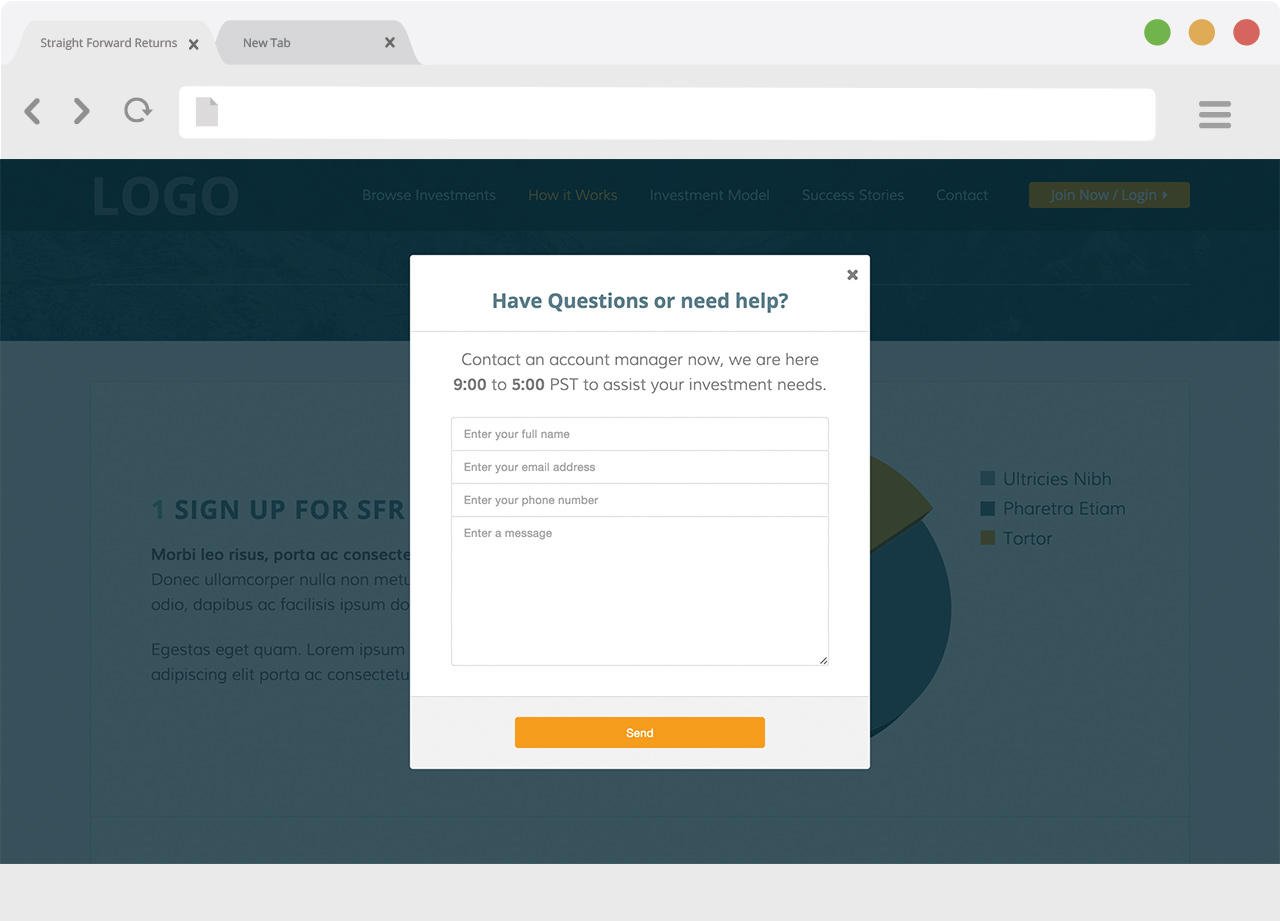 Straight Forward Returns
New Tab
LOGO
Browse Investments
How it Works
Investment Model
Success Stories
Contact
Join Now / Login
Have Questions or need help?
Contact an account manager now, we are here
9:00 to 5:00 PST to assist your investment needs.
Enter your full name
Enter your email address
Enter your phone number
Enter a message
Send
1 SIGN UP FOR SFR
Morbi leo risus, porta ac consecte
Donec ullamcorper nulla non metu
odio, dapibus ac facilisis ipsum do
Egestas eget quam. Lorem ipsum
adipiscing elit porta ac consectetu
Ultricies Nibh
Pharetra Etiam
Tortor